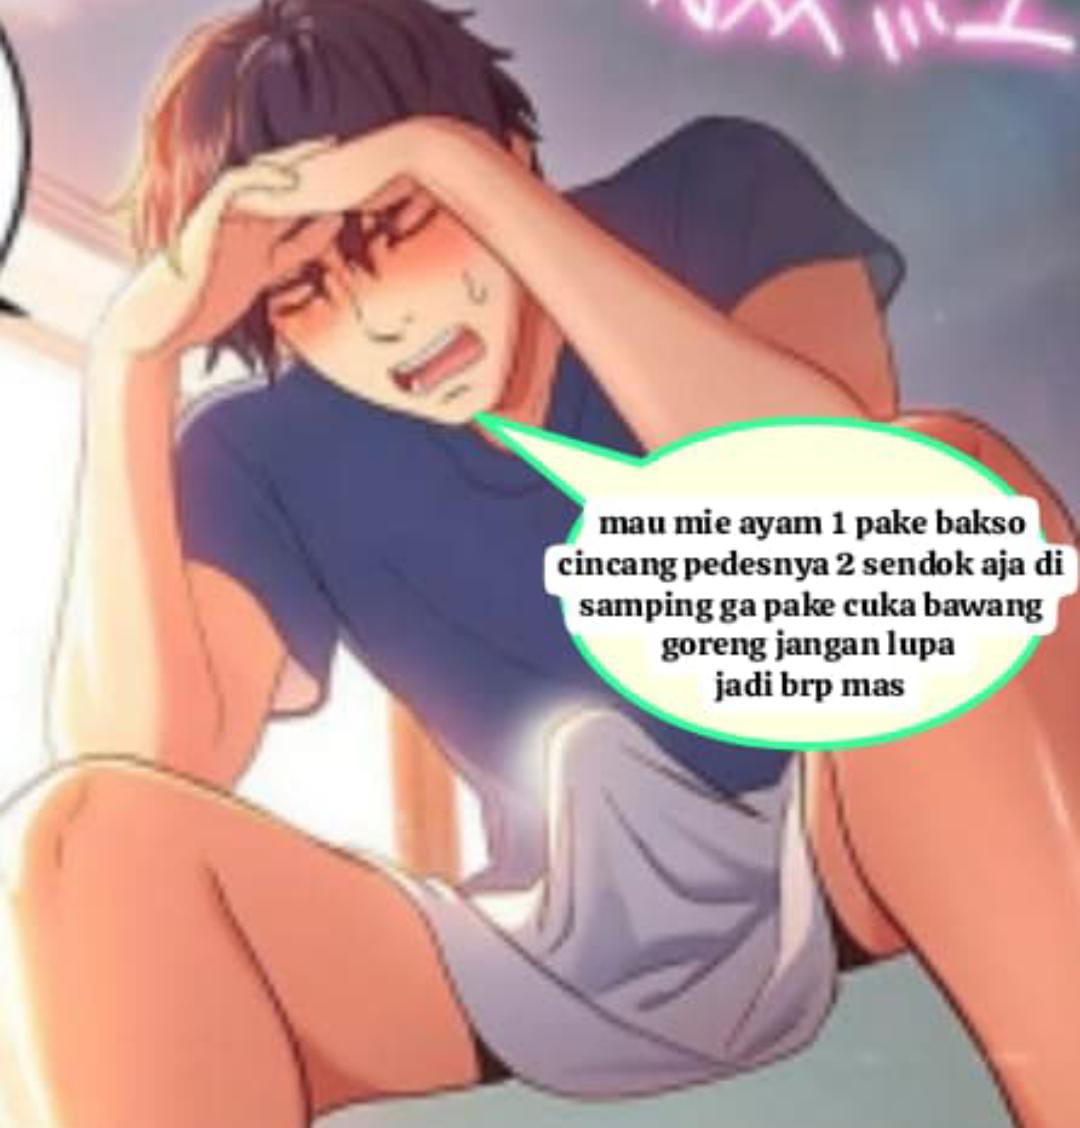 mau mie ayam 1 pake bakso
cincang pedesnya 2 sendok aja di
samping ga pake cuka bawang
goreng jangan lupa
jadi brp mas